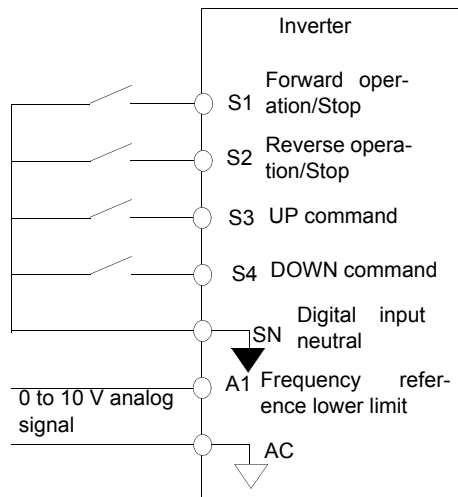 Inverter
S1 Forward oper-
ation/Stop
S2 Reverse opera-
tion/Stop
S3 UP command
S4 DOWN command
SN Digital input
neutral
A1 Frequency refer-
ence lower limit
0 to 10 V analog
signal
AC